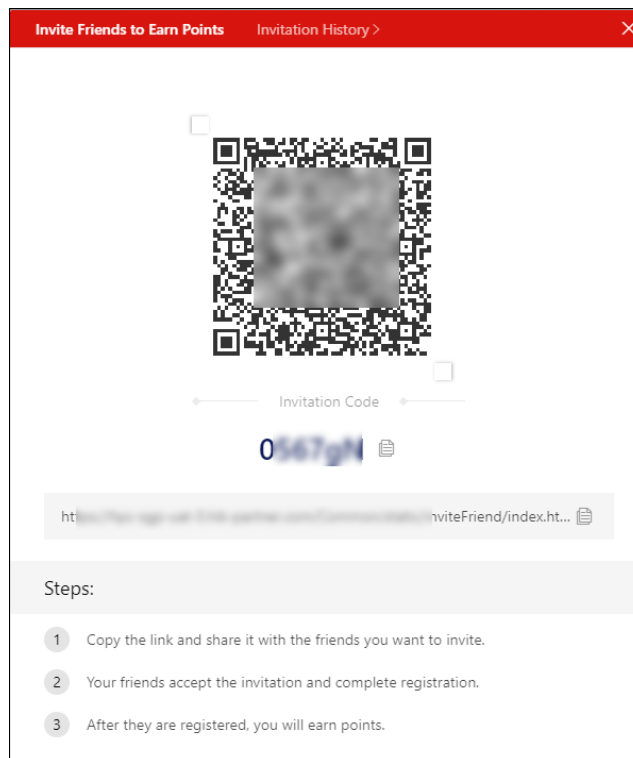 Invite Friends to Earn Points
Invitation History >
Invitation Code
nviteFriend/index.ht...
Steps:
1 Copy the link and share it with the friends you want to invite.
2 Your friends accept the invitation and complete registration.
3 After they are registered, you will earn points.